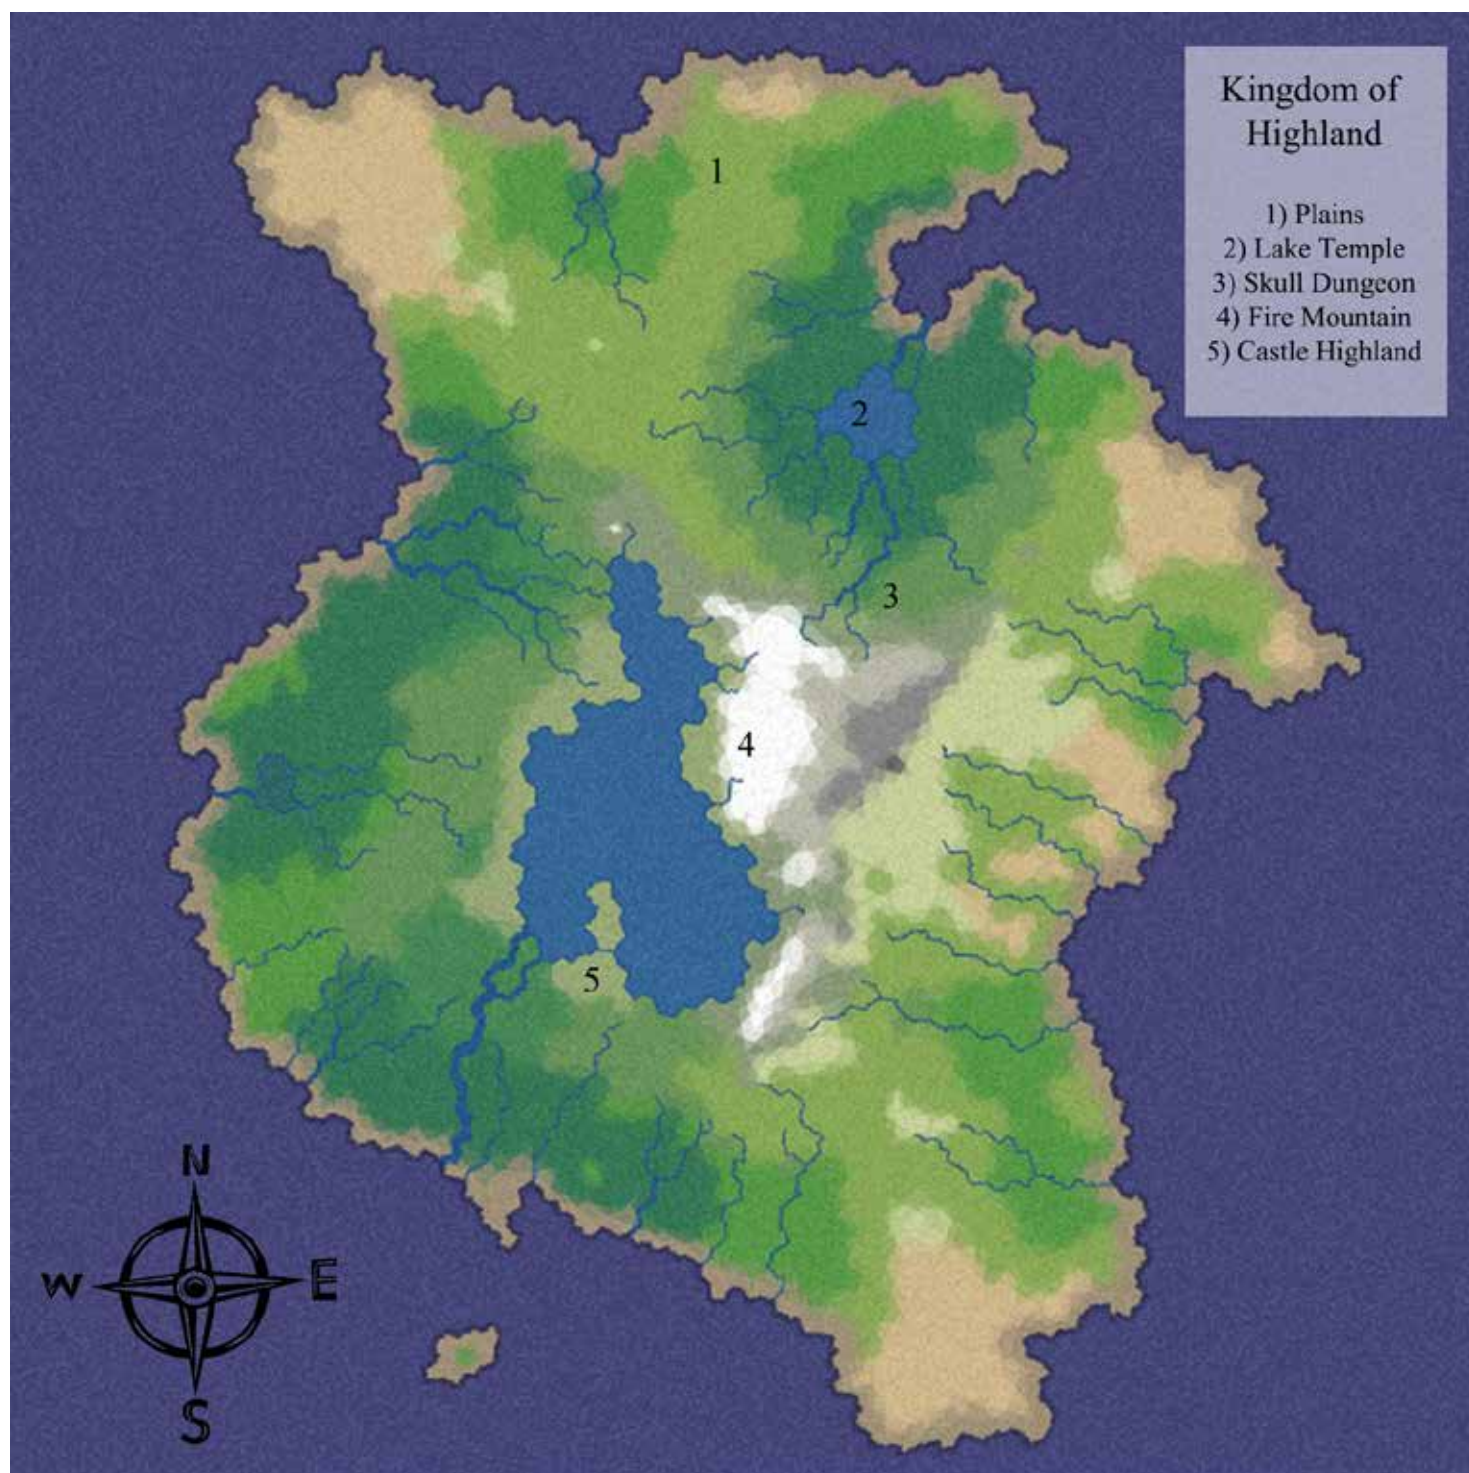 Kingdom of
Highland
1) Plains
2) Lake Temple
3) Skull Dungeon
4) Fire Mountain
5) Castle Highland
1
2
3
4
5
N
W
E
S